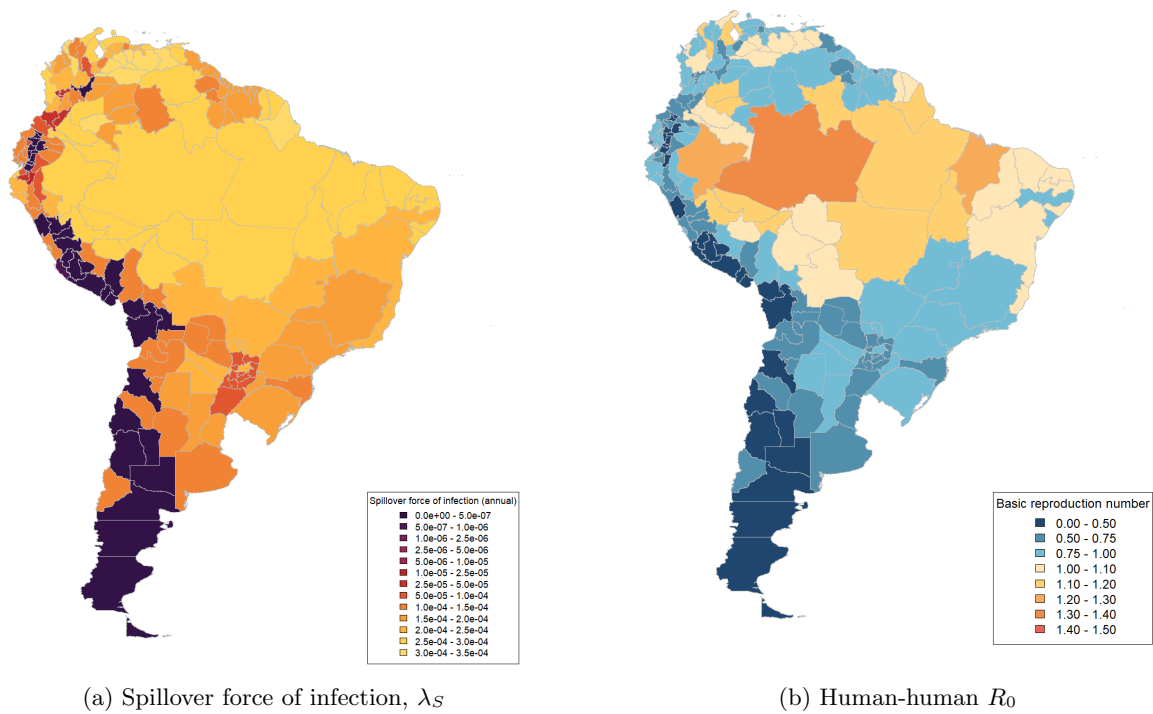 Spillover force of infection (annual)
0.0e+00 - 5.0e-07
5.0e-07 - 1.0e-06
1.0e-06 - 2.5e-06
2.5e-06 - 5.0e-06
5.0e-06 - 1.0e-05
1.0e-05 - 2.5e-05
2.5e-05 - 5.0e-05
5.0e-05 - 1.0e-04
1.0e-04 - 1.5e-04
1.5e-04 - 2.0e-04
2.0e-04 - 2.5e-04
2.5e-04 - 3.0e-04
3.0e-04 - 3.5e-04
Basic reproduction number
0.00 - 0.50
0.50 - 0.75
0.75 - 1.00
1.00 - 1.10
1.10 - 1.20
1.20 - 1.30
1.30 - 1.40
1.40 - 1.50
(a) Spillover force of infection, λ_S
(b) Human-human R_0